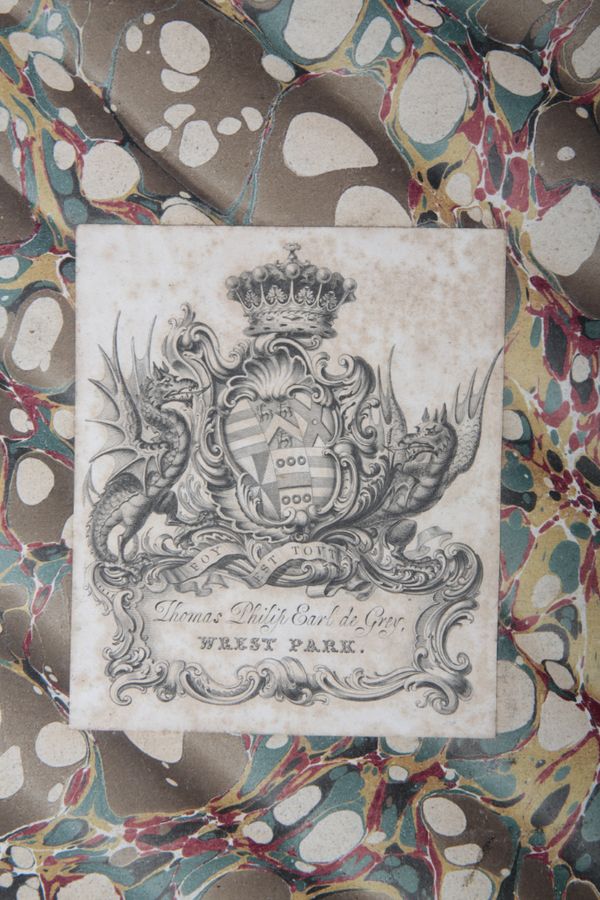 FOY EST TOUT
Thomas Philip Earl de Grey,
WREST PARK.